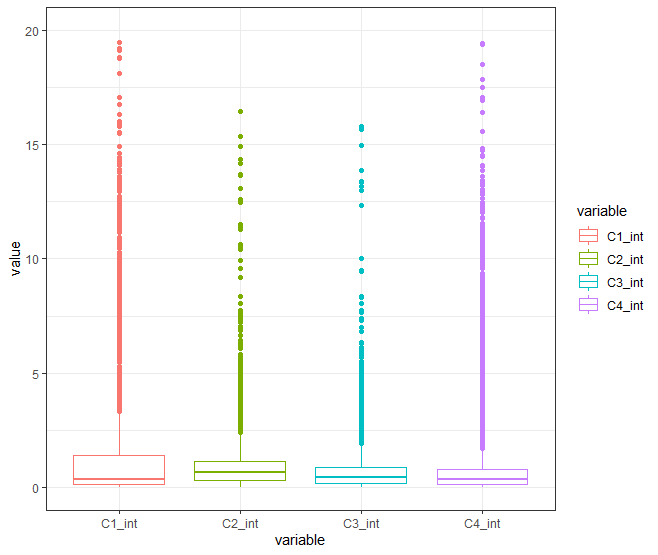 20
15
10
5
0
value
C1_int
C2_int
C3_int
C4_int
variable
variable
C1_int
C2_int
C3_int
C4_int